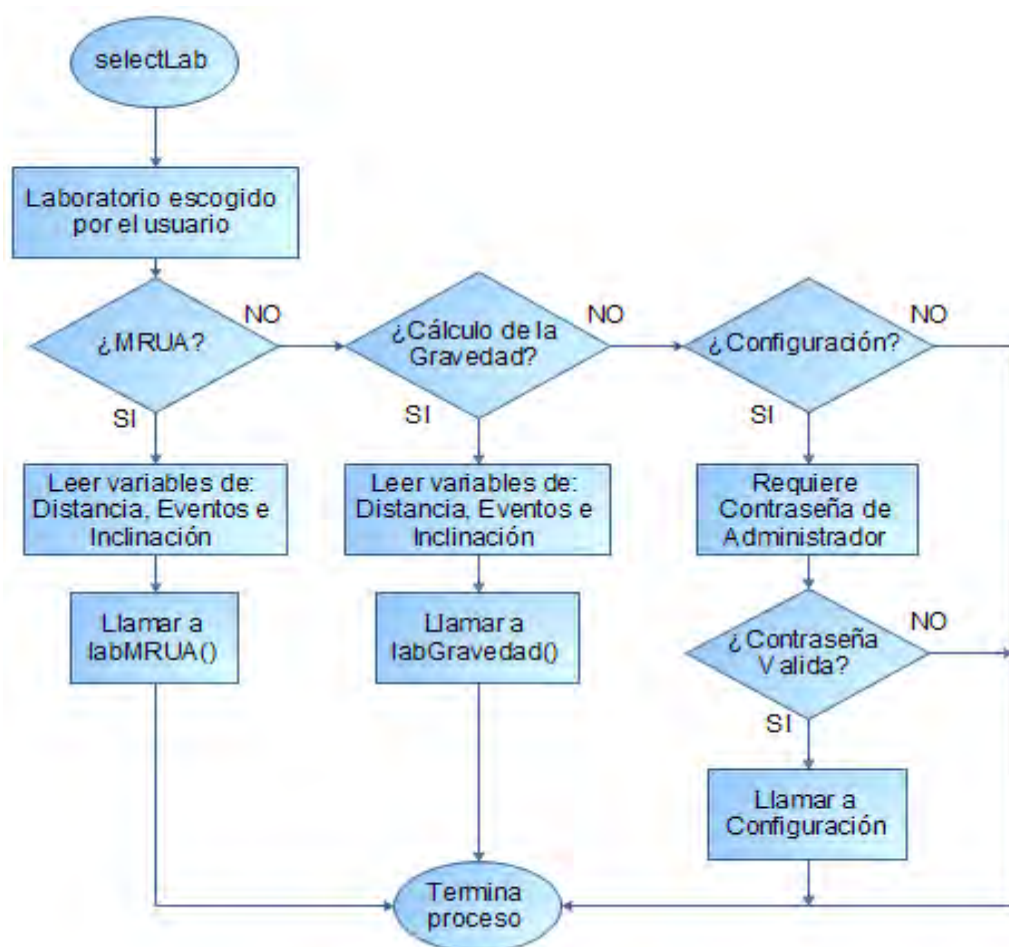 selectLab
Laboratorio escogido
por el usuario
¿MRUA?
NO
¿Cálculo de la
Gravedad?
NO
¿Configuración?
NO
SI
SI
SI
Leer variables de:
Distancia, Eventos e
Inclinación
Leer variables de:
Distancia, Eventos e
Inclinación
Requiere
Contraseña de
Administrador
Llamar a
labMRUA()
Llamar a
labGravedad()
¿Contraseña
Valida?
NO
SI
Llamar a
Configuración
Termina
proceso